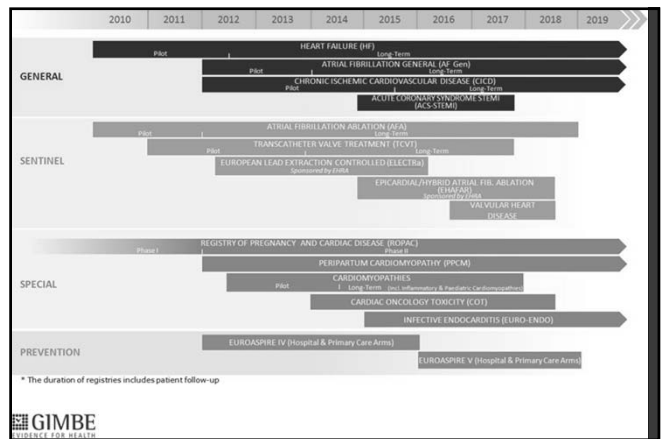 2010 2011 2012 2013 2014 2015 2016 2017 2018 2019
GENERAL
HEART FAILURE (HF)
Pilot Long-Term
ATRIAL FIBRILLATION GENERAL (AF Gen)
Pilot Long-Term
CHRONIC ISCHEMIC CARDIOVASCULAR DISEASE (CICD)
Pilot Long-Term
ACUTE CORONARY SYNDROME STEMI
(ACS-STEMI)
SENTINEL
ATRIAL FIBRILLATION ABLATION (AFA)
Pilot Long-Term
TRANSCATHETER VALVE TREATMENT (TCVT)
Pilot Long-Term
EUROPEAN LEAD EXTRACTION CONTROLLED (ELECTRa)
Sponsored by EHRA
EPICARDIAL/HYBRID ATRIAL FIB. ABLATION
(EHAFAR)
Sponsored by EHRA
VALVULAR HEART
DISEASE
SPECIAL
REGISTRY OF PREGNANCY AND CARDIAC DISEASE (ROPAC)
Phase I Phase II
PERIPARTUM CARDIOMYOPATHY (PPCM)
CARDIOMYOPATHIES
Pilot Long-Term (incl. Inflammatory & Paediatric Cardiomyopathies)
CARDIAC ONCOLOGY TOXICITY (COT)
INFECTIVE ENDOCARDITIS (EURO-ENDO)
PREVENTION
EUROASPIRE IV (Hospital & Primary Care Arms)
EUROASPIRE V (Hospital & Primary Care Arms)
* The duration of registries includes patient follow-up
GIMBE
EVIDENCE FOR HEALTH